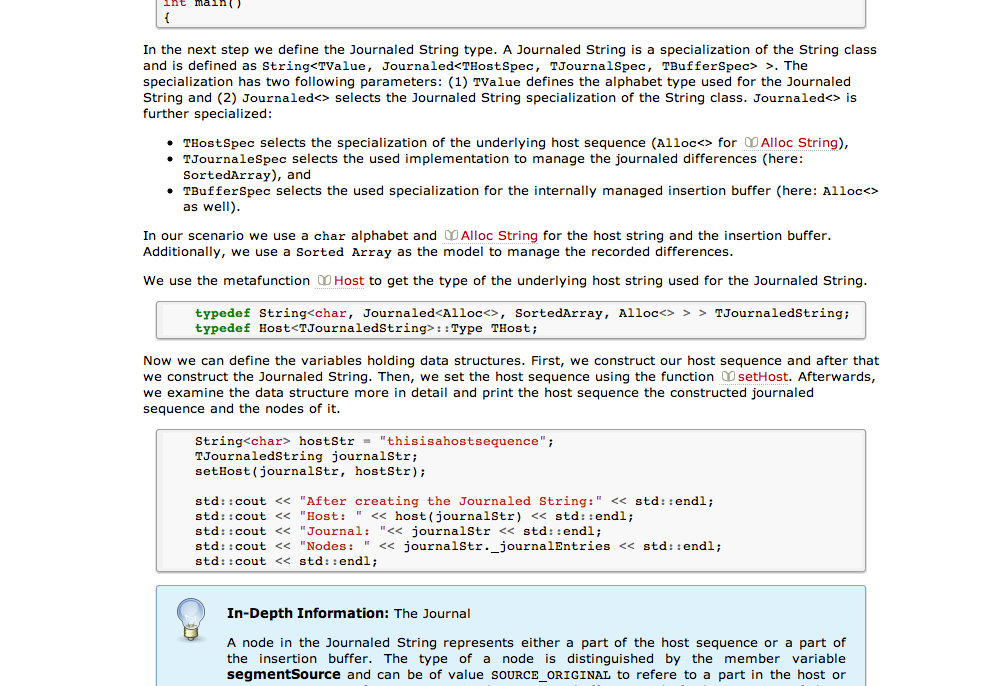 int main()
{
In the next step we define the Journaled String type. A Journaled String is a specialization of the String class
and is defined as String<TValue, Journaled<THostSpec, TJournalSpec, TBufferSpec> >. The
specialization has two following parameters: (1) TValue defines the alphabet type used for the Journaled
String and (2) Journaled<> selects the Journaled String specialization of the String class. Journaled<> is
further specialized:
• THostSpec selects the specialization of the underlying host sequence (Alloc<> for Alloc String),
• TJournaleSpec selects the used implementation to manage the journaled differences (here:
SortedArray), and
• TBufferSpec selects the used specialization for the internally managed insertion buffer (here: Alloc<>
as well).
In our scenario we use a char alphabet and Alloc String for the host string and the insertion buffer.
Additionally, we use a Sorted Array as the model to manage the recorded differences.
We use the metafunction Host to get the type of the underlying host string used for the Journaled String.
typedef String<char, Journaled<Alloc<>, SortedArray, Alloc<> > > TJournaledString;
typedef Host<TJournaledString>::Type THost;
Now we can define the variables holding data structures. First, we construct our host sequence and after that
we construct the Journaled String. Then, we set the host sequence using the function setHost. Afterwards,
we examine the data structure more in detail and print the host sequence the constructed journaled
sequence and the nodes of it.
String<char> hostStr = "thisisahostsequence";
TJournaledString journalStr;
setHost(journalStr, hostStr);
std::cout << "After creating the Journaled String:" << std::endl;
std::cout << "Host: " << host(journalStr) << std::endl;
std::cout << "Journal: "<< journalStr << std::endl;
std::cout << "Nodes: " << journalStr._journalEntries << std::endl;
std::cout << std::endl;
In-Depth Information: The Journal
A node in the Journaled String represents either a part of the host sequence or a part of
the insertion buffer. The type of a node is distinguished by the member variable
segmentSource and can be of value SOURCE_ORIGINAL to refere to a part in the host or